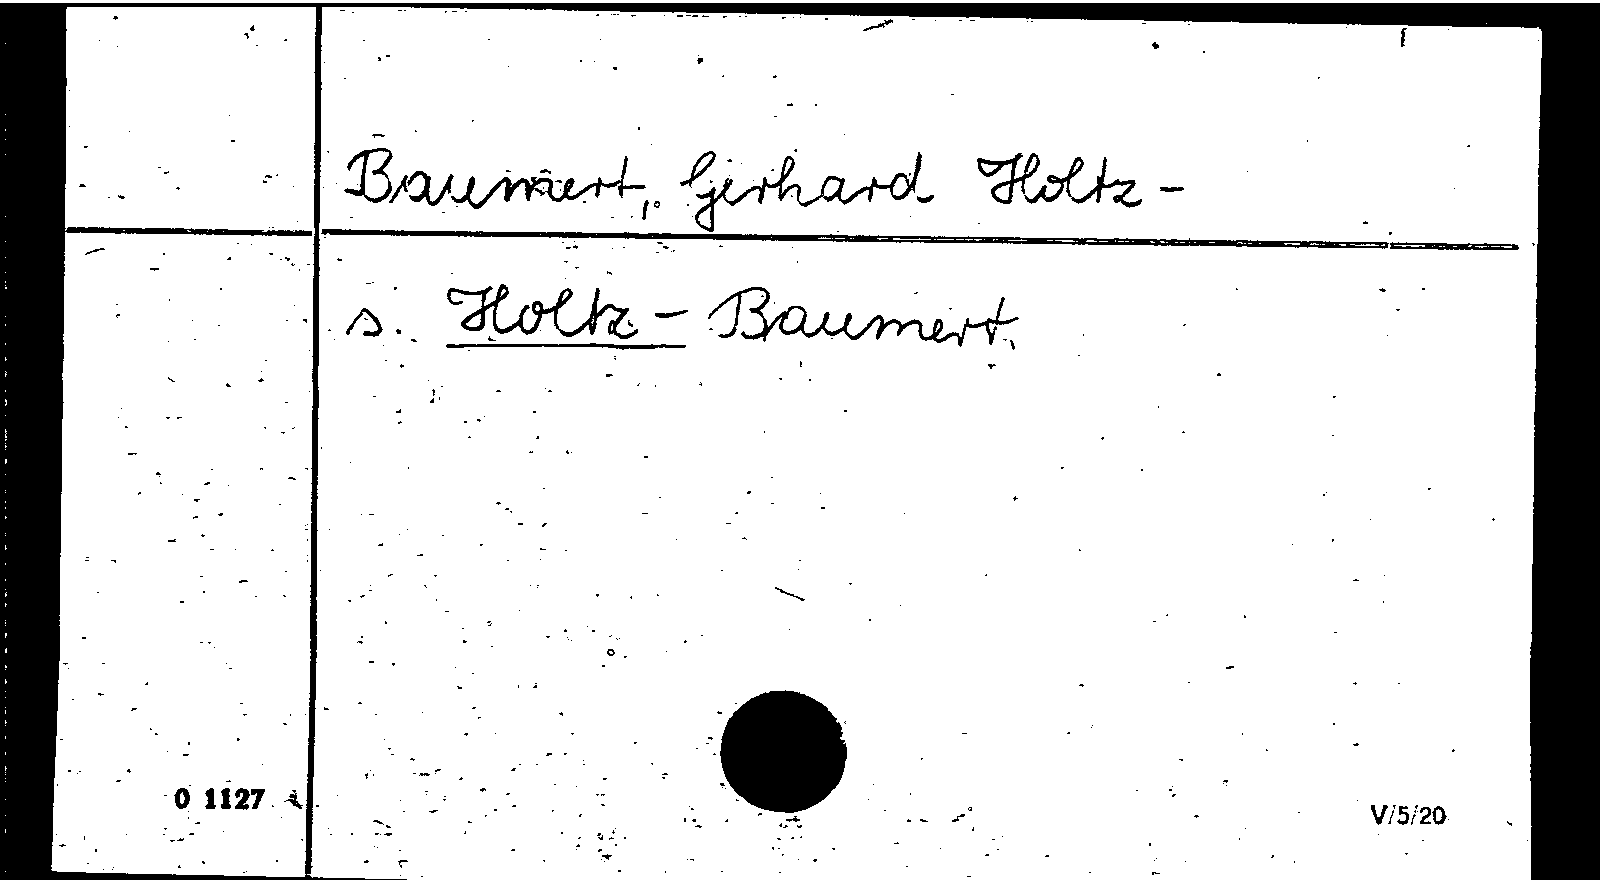 Baumert, Gerhard Holtz-
s. Holtz-Baumert.
0 1127
V/5/20